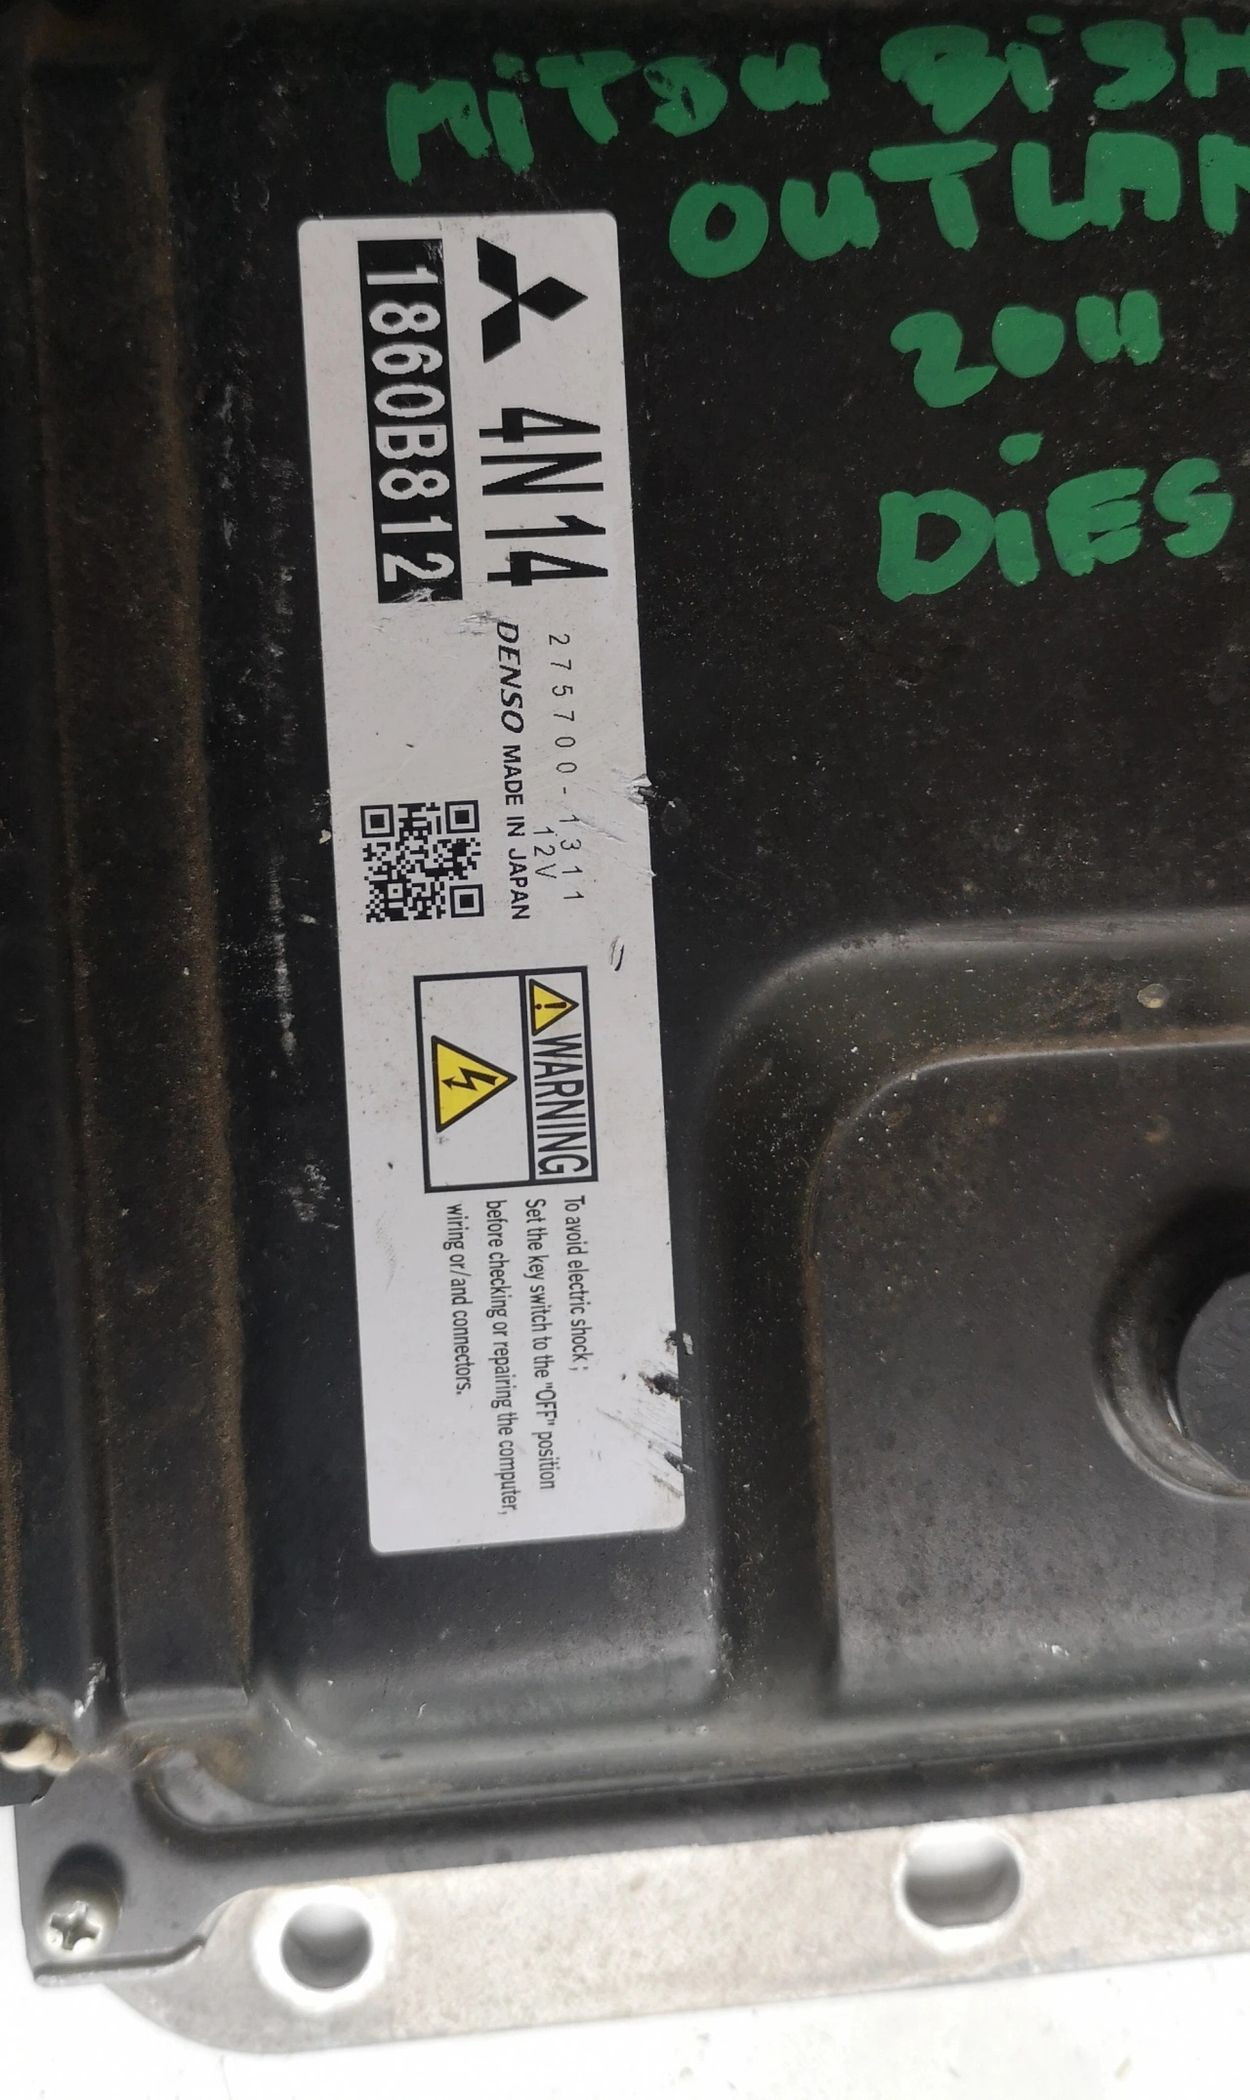 MITSUBISH
OUTLAN
2011
DIES
4N14
1860B812
275700-1311
12V
DENSO MADE IN JAPAN
WARNING
To avoid electric shock;
Set the key switch to the "OFF" position
before checking or repairing the computer,
wiring or/and connectors.